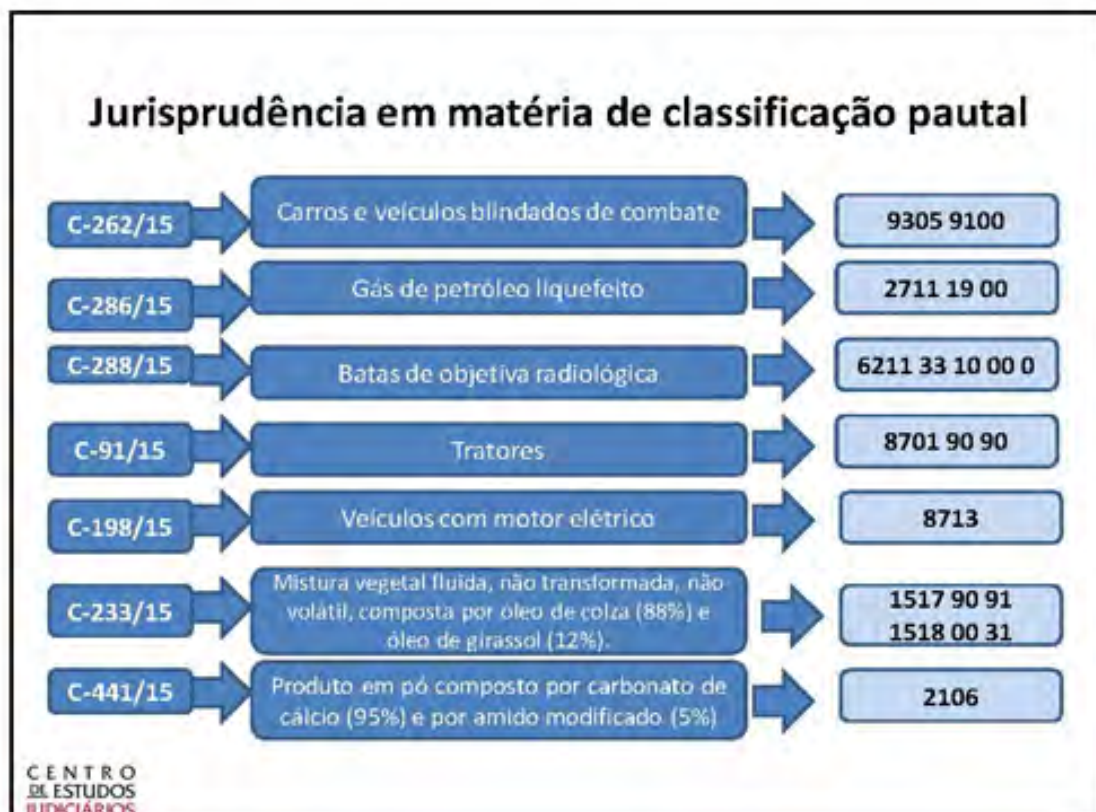 Jurisprudência em matéria de classificação pautal
C-262/15
Carros e veículos blindados de combate
9305 9100
C-286/15
Gás de petróleo liquefeito
2711 19 00
C-288/15
Batas de objetiva radiológica
6211 33 10 00 0
C-91/15
Tratores
8701 90 90
C-198/15
Veículos com motor elétrico
8713
C-233/15
Mistura vegetal fluida, não transformada, não
volátil, composta por óleo de colza (88%) e
óleo de girassol (12%).
1517 90 91
1518 00 31
C-441/15
Produto em pó composto por carbonato de
cálcio (95%) e por amido modificado (5%)
2106
CENTRO
DE ESTUDOS
JUDICIÁRIOS